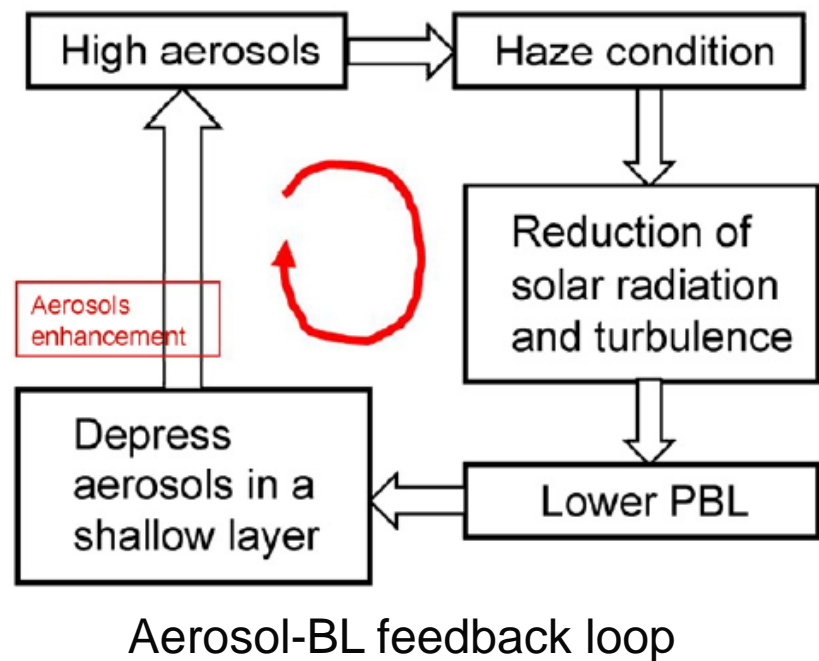 High aerosols
Haze condition
Reduction of
solar radiation
and turbulence
Aerosols
enhancement
Depress
aerosols in a
shallow layer
Lower PBL
Aerosol-BL feedback loop